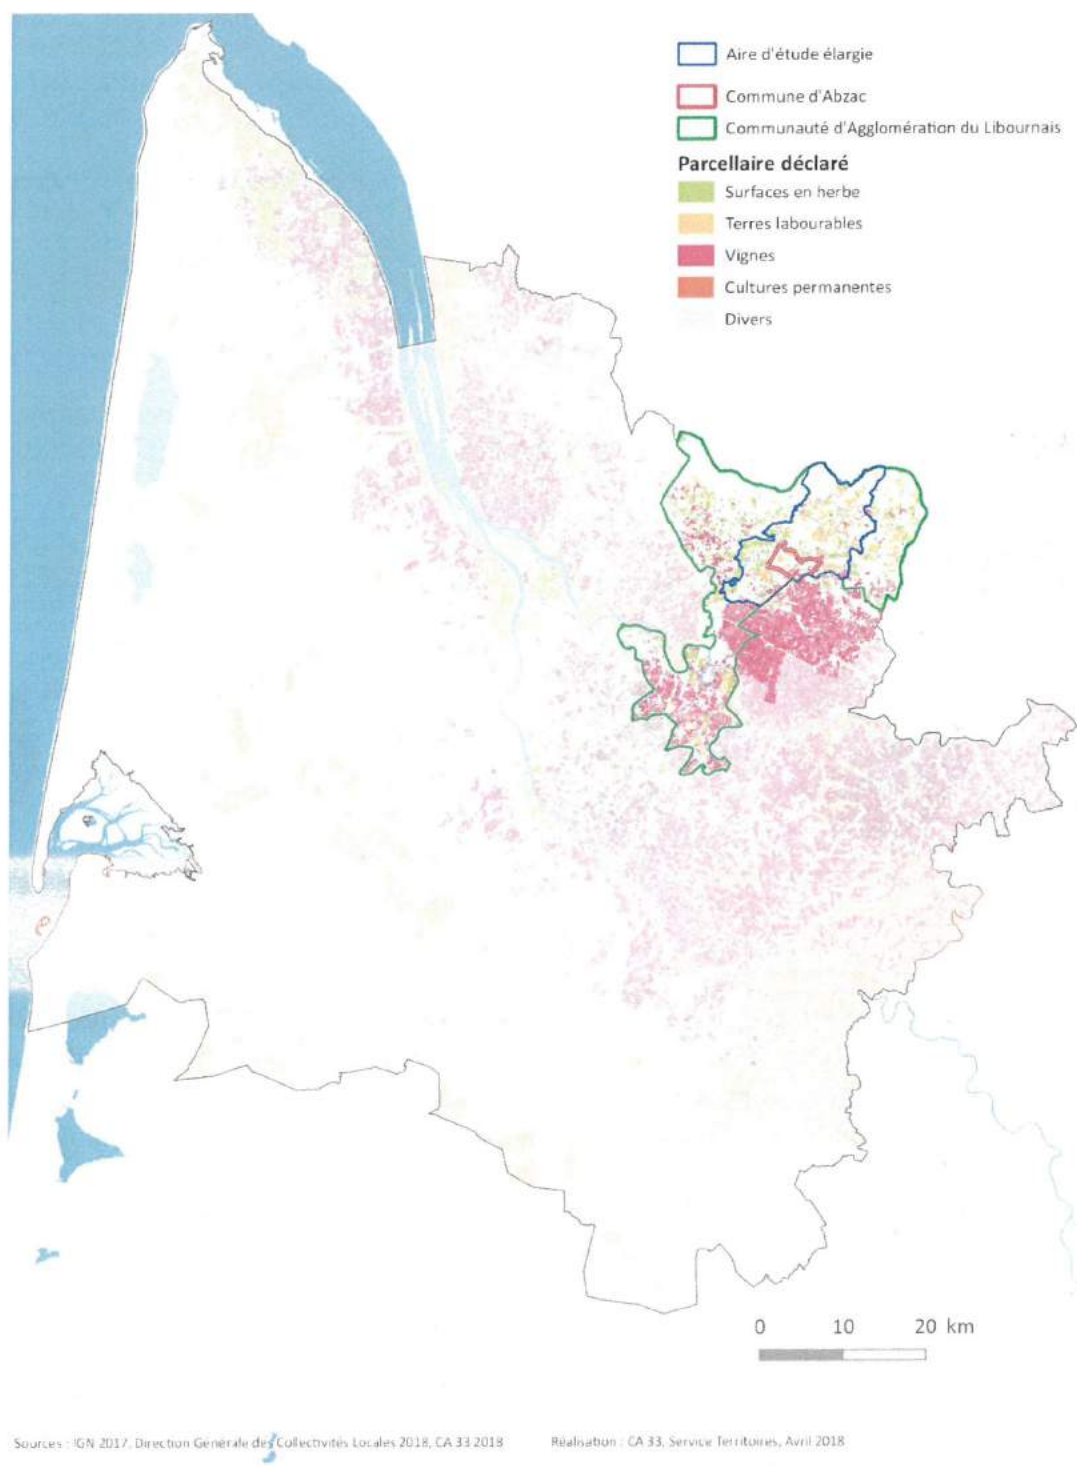 Aire d'étude élargie
Commune d'Abzac
Communauté d'Agglomération du Libournais
Parcellaire déclaré
Surfaces en herbe
Terres labourables
Vignes
Cultures permanentes
Divers
0 10 20 km
Sources : IGN 2017, Direction Générale des Collectivités Locales 2018, CA 33 2018
Réalisation : CA 33, Service Territoires, Avril 2018